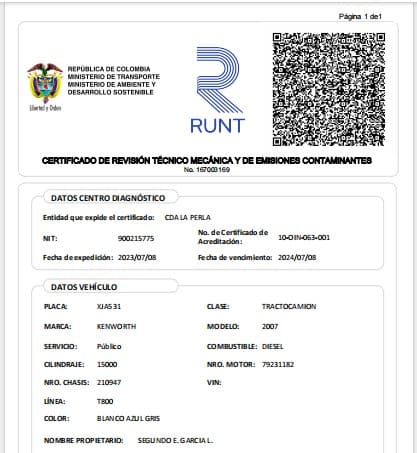 Página 1 de1
REPÚBLICA DE COLOMBIA
MINISTERIO DE TRANSPORTE
MINISTERIO DE AMBIENTE Y
DESARROLLO SOSTENIBLE
Libertad y Orden
RUNT
CERTIFICADO DE REVISIÓN TÉCNICO MECÁNICA Y DE EMISIONES CONTAMINANTES
No. 167003169
DATOS CENTRO DIAGNÓSTICO
Entidad que expide el certificado: CDA LA PERLA
NIT: 900215775 No. de Certificado de Acreditación: 10-OIN-063-001
Fecha de expedición: 2023/07/08 Fecha de vencimiento: 2024/07/08
DATOS VEHÍCULO
PLACA: XJA531 CLASE: TRACTOCAMION
MARCA: KENWORTH MODELO: 2007
SERVICIO: Público COMBUSTIBLE: DIESEL
CILINDRAJE: 15000 NRO. MOTOR: 79231182
NRO. CHASIS: 210947 VIN:
LÍNEA: T800
COLOR: BLANCO AZUL GRIS
NOMBRE PROPIETARIO: SEGUNDO E. GARCIA L.